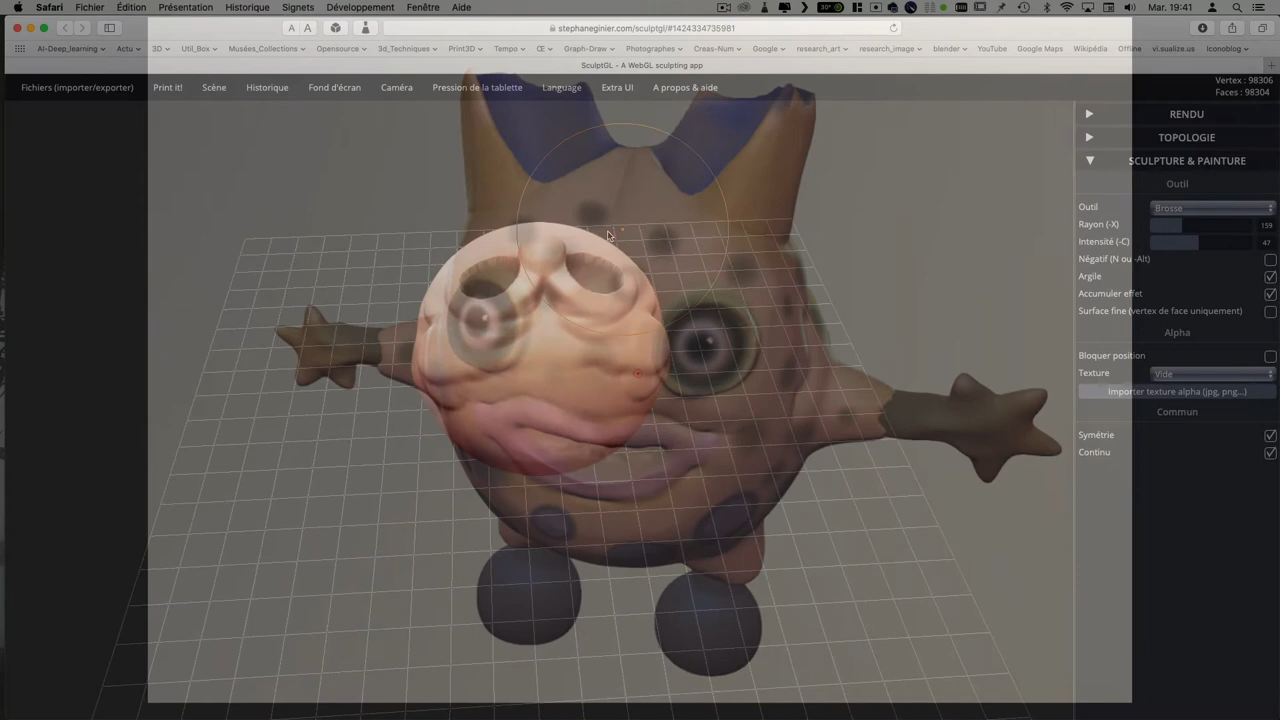 Safari Fichier Édition Présentation Historique Signets Développement Fenêtre Aide 30° Mar. 19:41
A A stephaneginier.com/sculptgl/#1424334735981
AI-Deep_learning Actu 3D Util_Box Musées_Collections Opensource 3d_Techniques Print3D Tempo Œ Graph-Draw Photographes Creas-Num Google research_art research_image blender YouTube Google Maps Wikipédia Offline vi.sualize.us Iconoblog
SculptGL - A WebGL sculpting app
Fichiers (importer/exporter) Print it! Scène Historique Fond d'écran Caméra Pression de la tablette Language Extra UI A propos & aide
Vertex : 98306
Faces : 98304
RENDU
TOPOLOGIE
SCULPTURE & PAINTURE
Outil
Outil Brosse
Rayon (-X) 159
Intensité (-C) 47
Négatif (N ou -Alt)
Argile
Accumuler effet
Surface fine (vertex de face uniquement)
Alpha
Bloquer position
Texture Vide
Importer texture alpha (jpg, png...)
Commun
Symétrie
Continu